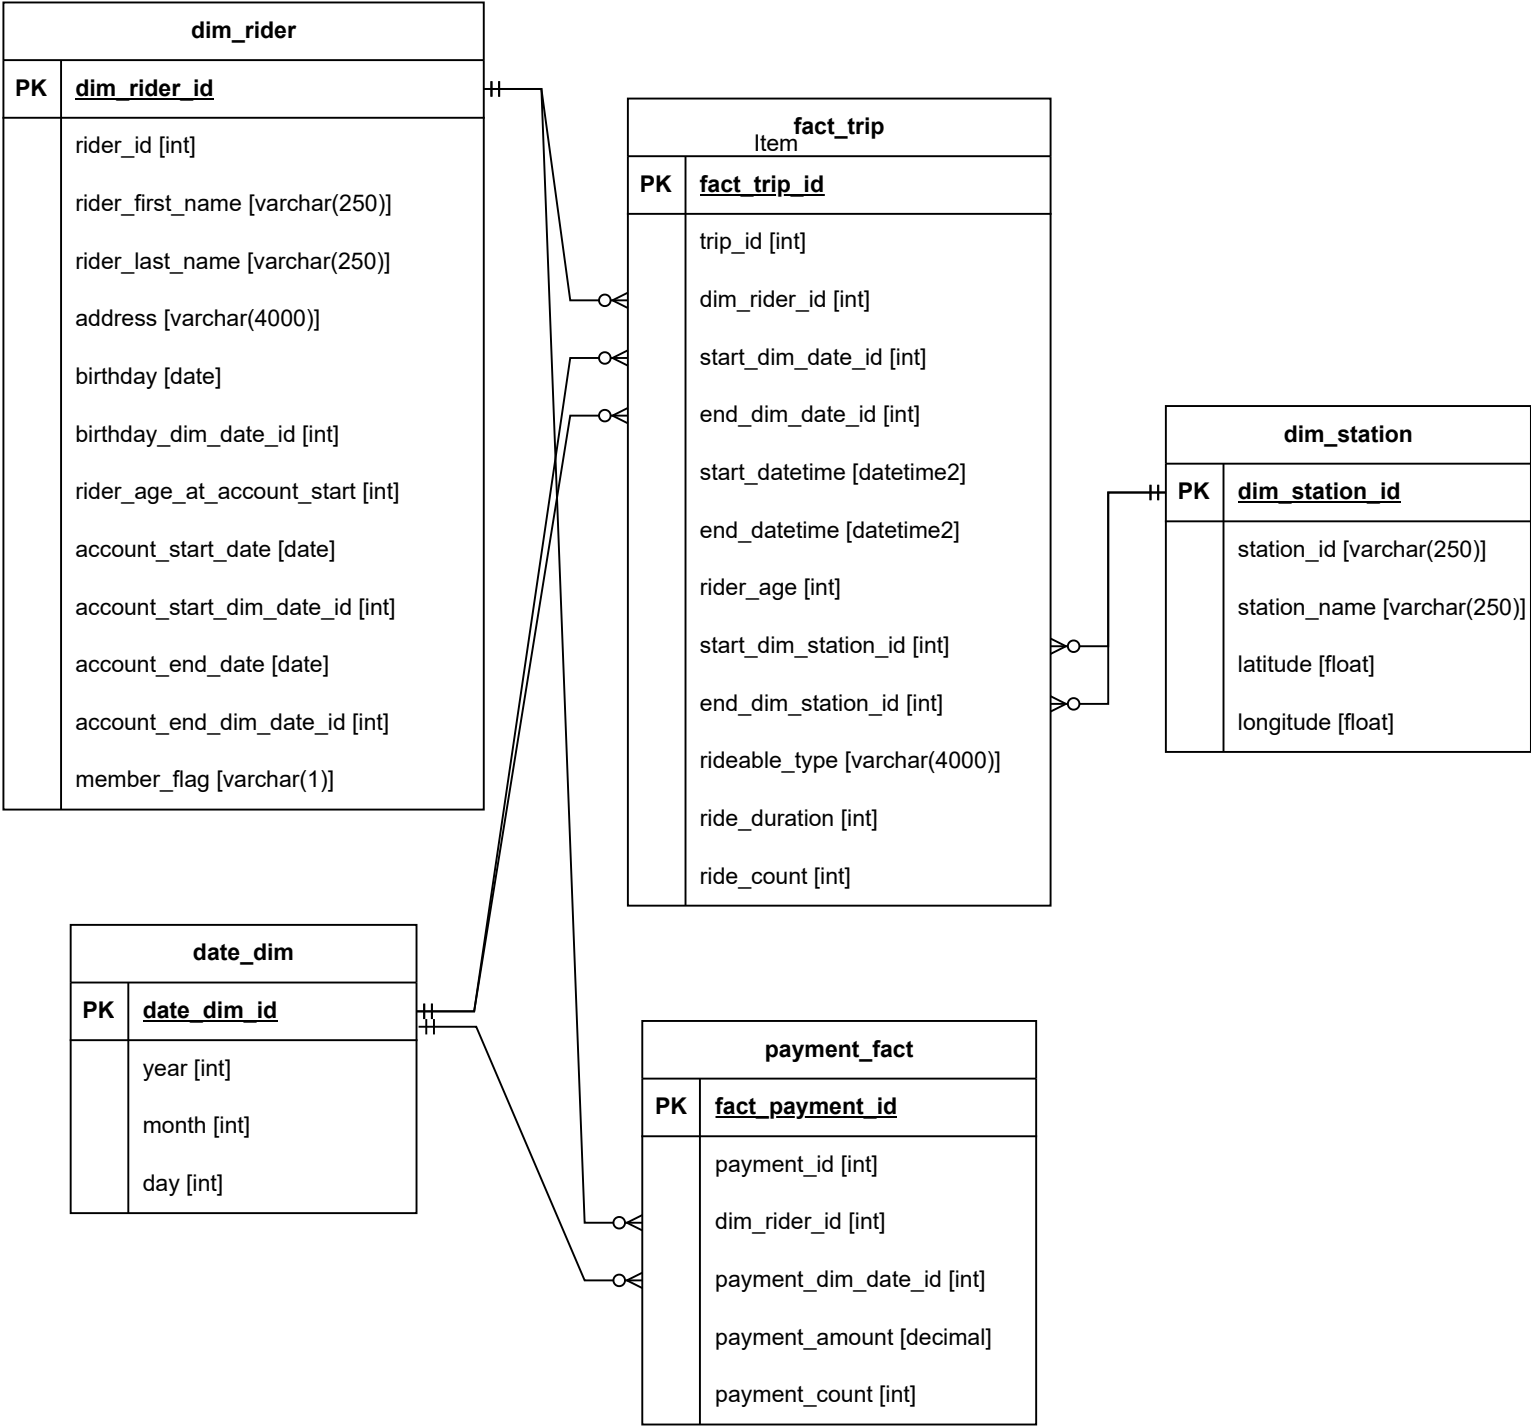 dim_rider
PK dim_rider_id
rider_id [int]
rider_first_name [varchar(250)]
rider_last_name [varchar(250)]
address [varchar(4000)]
birthday [date]
birthday_dim_date_id [int]
rider_age_at_account_start [int]
account_start_date [date]
account_start_dim_date_id [int]
account_end_date [date]
account_end_dim_date_id [int]
member_flag [varchar(1)]
fact_trip
Item
PK fact_trip_id
trip_id [int]
dim_rider_id [int]
start_dim_date_id [int]
end_dim_date_id [int]
start_datetime [datetime2]
end_datetime [datetime2]
rider_age [int]
start_dim_station_id [int]
end_dim_station_id [int]
rideable_type [varchar(4000)]
ride_duration [int]
ride_count [int]
dim_station
PK dim_station_id
station_id [varchar(250)]
station_name [varchar(250)]
latitude [float]
longitude [float]
date_dim
PK date_dim_id
year [int]
month [int]
day [int]
payment_fact
PK fact_payment_id
payment_id [int]
dim_rider_id [int]
payment_dim_date_id [int]
payment_amount [decimal]
payment_count [int]